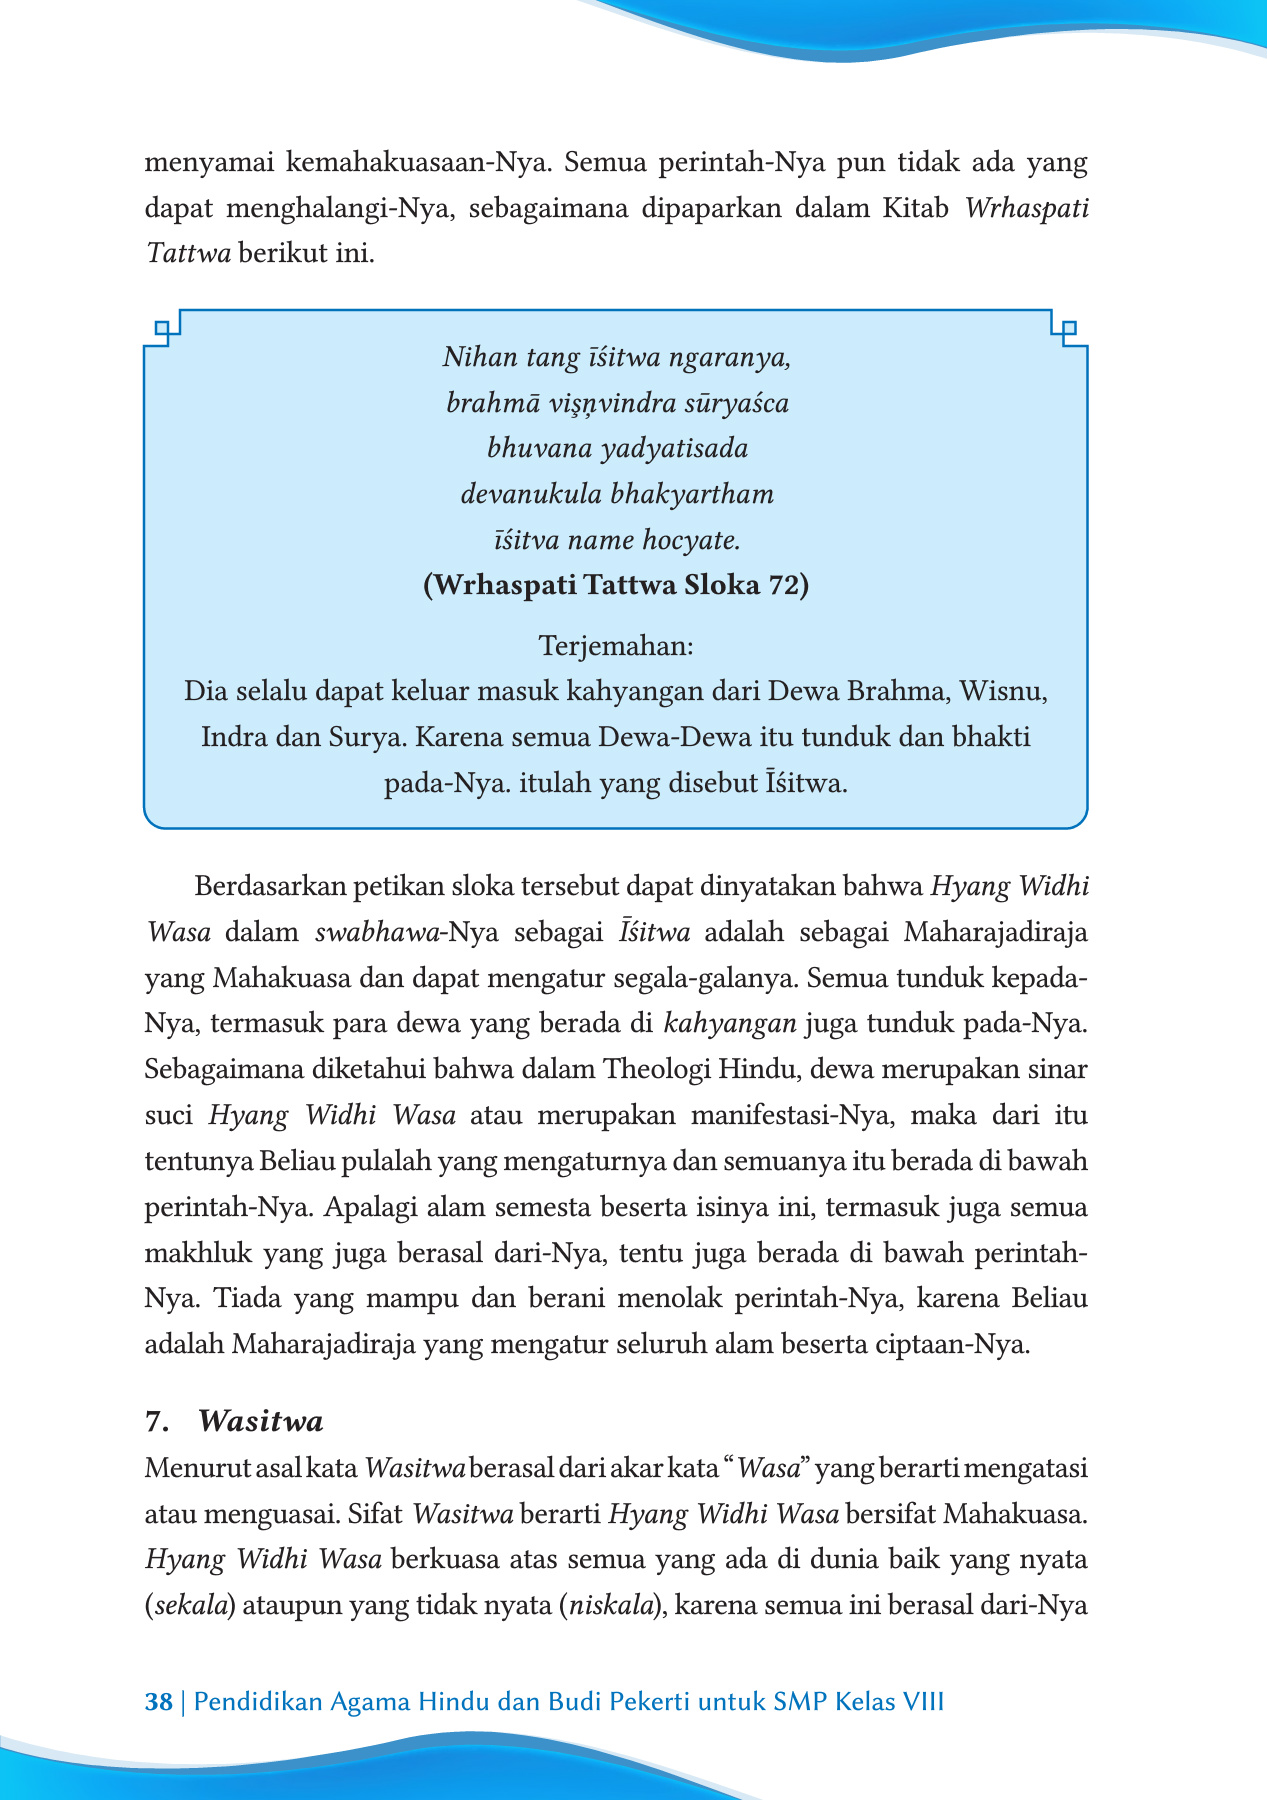 menyamai kemahakuasaan-Nya. Semua perintah-Nya pun tidak ada yang
dapat menghalangi-Nya, sebagaimana dipaparkan dalam Kitab Wrhaspati
Tattwa berikut ini.
Nihan tang īśitwa ngaranya,
brahmā vişṇvindra sūryaśca
bhuvana yadyatisada
devanukula bhakyartham
īśitva name hocyate.
(Wrhaspati Tattwa Sloka 72)
Terjemahan:
Dia selalu dapat keluar masuk kahyangan dari Dewa Brahma, Wisnu,
Indra dan Surya. Karena semua Dewa-Dewa itu tunduk dan bhakti
pada-Nya. itulah yang disebut Īśitwa.
Berdasarkan petikan sloka tersebut dapat dinyatakan bahwa Hyang Widhi
Wasa dalam swabhawa-Nya sebagai Īśitwa adalah sebagai Maharajadiraja
yang Mahakuasa dan dapat mengatur segala-galanya. Semua tunduk kepada-
Nya, termasuk para dewa yang berada di kahyangan juga tunduk pada-Nya.
Sebagaimana diketahui bahwa dalam Theologi Hindu, dewa merupakan sinar
suci Hyang Widhi Wasa atau merupakan manifestasi-Nya, maka dari itu
tentunya Beliau pulalah yang mengaturnya dan semuanya itu berada di bawah
perintah-Nya. Apalagi alam semesta beserta isinya ini, termasuk juga semua
makhluk yang juga berasal dari-Nya, tentu juga berada di bawah perintah-
Nya. Tiada yang mampu dan berani menolak perintah-Nya, karena Beliau
adalah Maharajadiraja yang mengatur seluruh alam beserta ciptaan-Nya.
7. Wasitwa
Menurut asal kata Wasitwa berasal dari akar kata “Wasa” yang berarti mengatasi
atau menguasai. Sifat Wasitwa berarti Hyang Widhi Wasa bersifat Mahakuasa.
Hyang Widhi Wasa berkuasa atas semua yang ada di dunia baik yang nyata
(sekala) ataupun yang tidak nyata (niskala), karena semua ini berasal dari-Nya
38 | Pendidikan Agama Hindu dan Budi Pekerti untuk SMP Kelas VIII